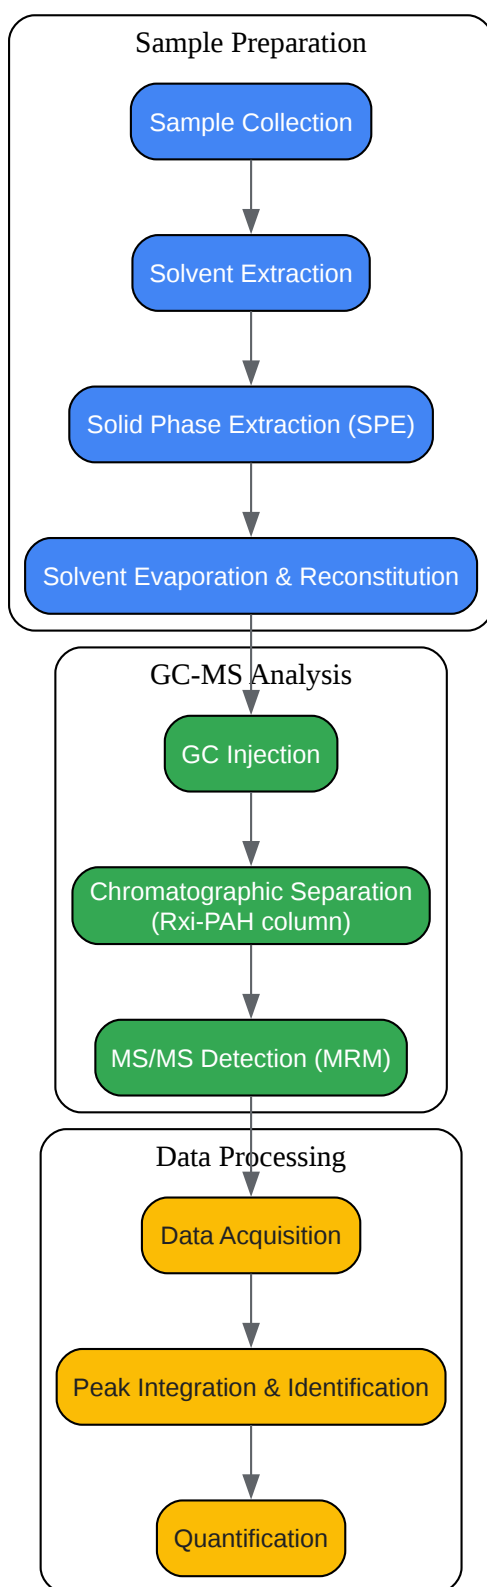 Sample Preparation
Sample Collection
Solvent Extraction
Solid Phase Extraction (SPE)
Solvent Evaporation & Reconstitution
GC-MS Analysis
GC Injection
Chromatographic Separation
(Rxi-PAH column)
MS/MS Detection (MRM)
Data Processing
Data Acquisition
Peak Integration & Identification
Quantification